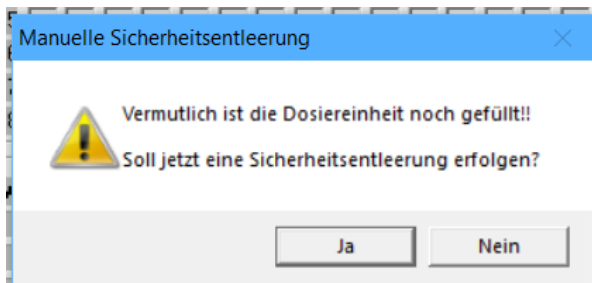 Manuelle Sicherheitsentleerung
Vermutlich ist die Dosiereinheit noch gefüllt!!
Soll jetzt eine Sicherheitsentleerung erfolgen?
Ja
Nein